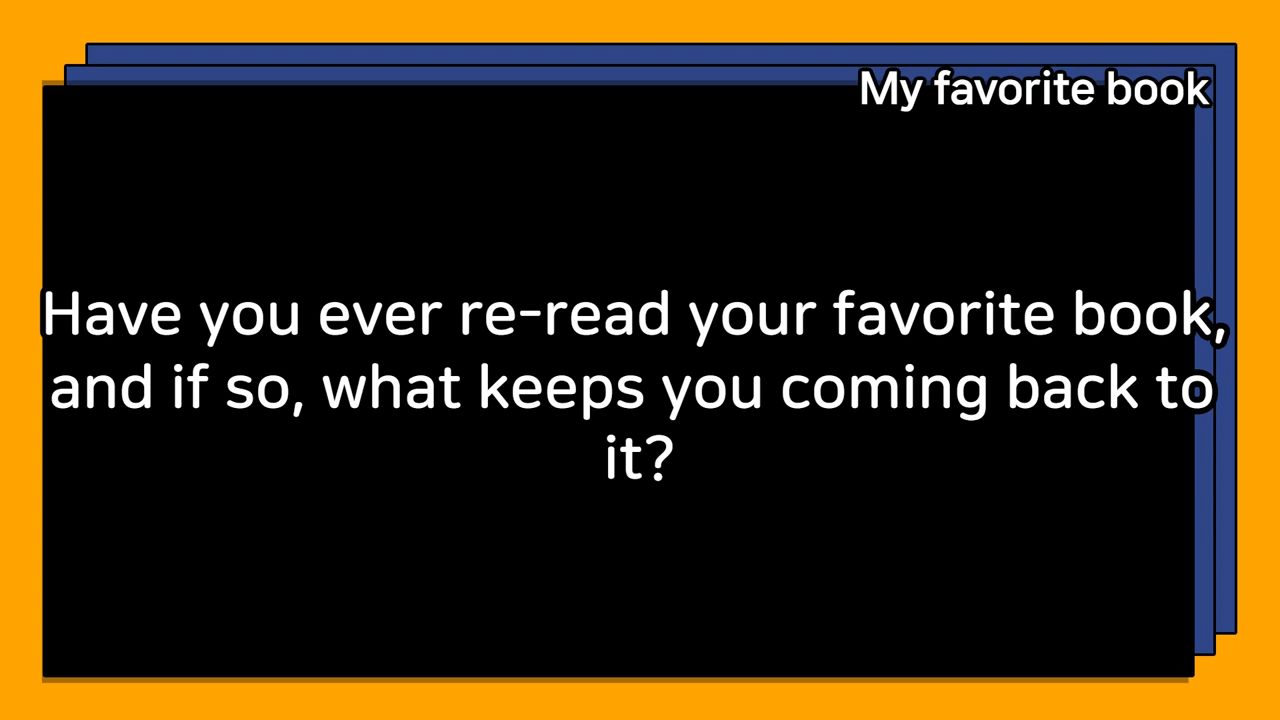 My favorite book
Have you ever re-read your favorite book,
and if so, what keeps you coming back to
it?